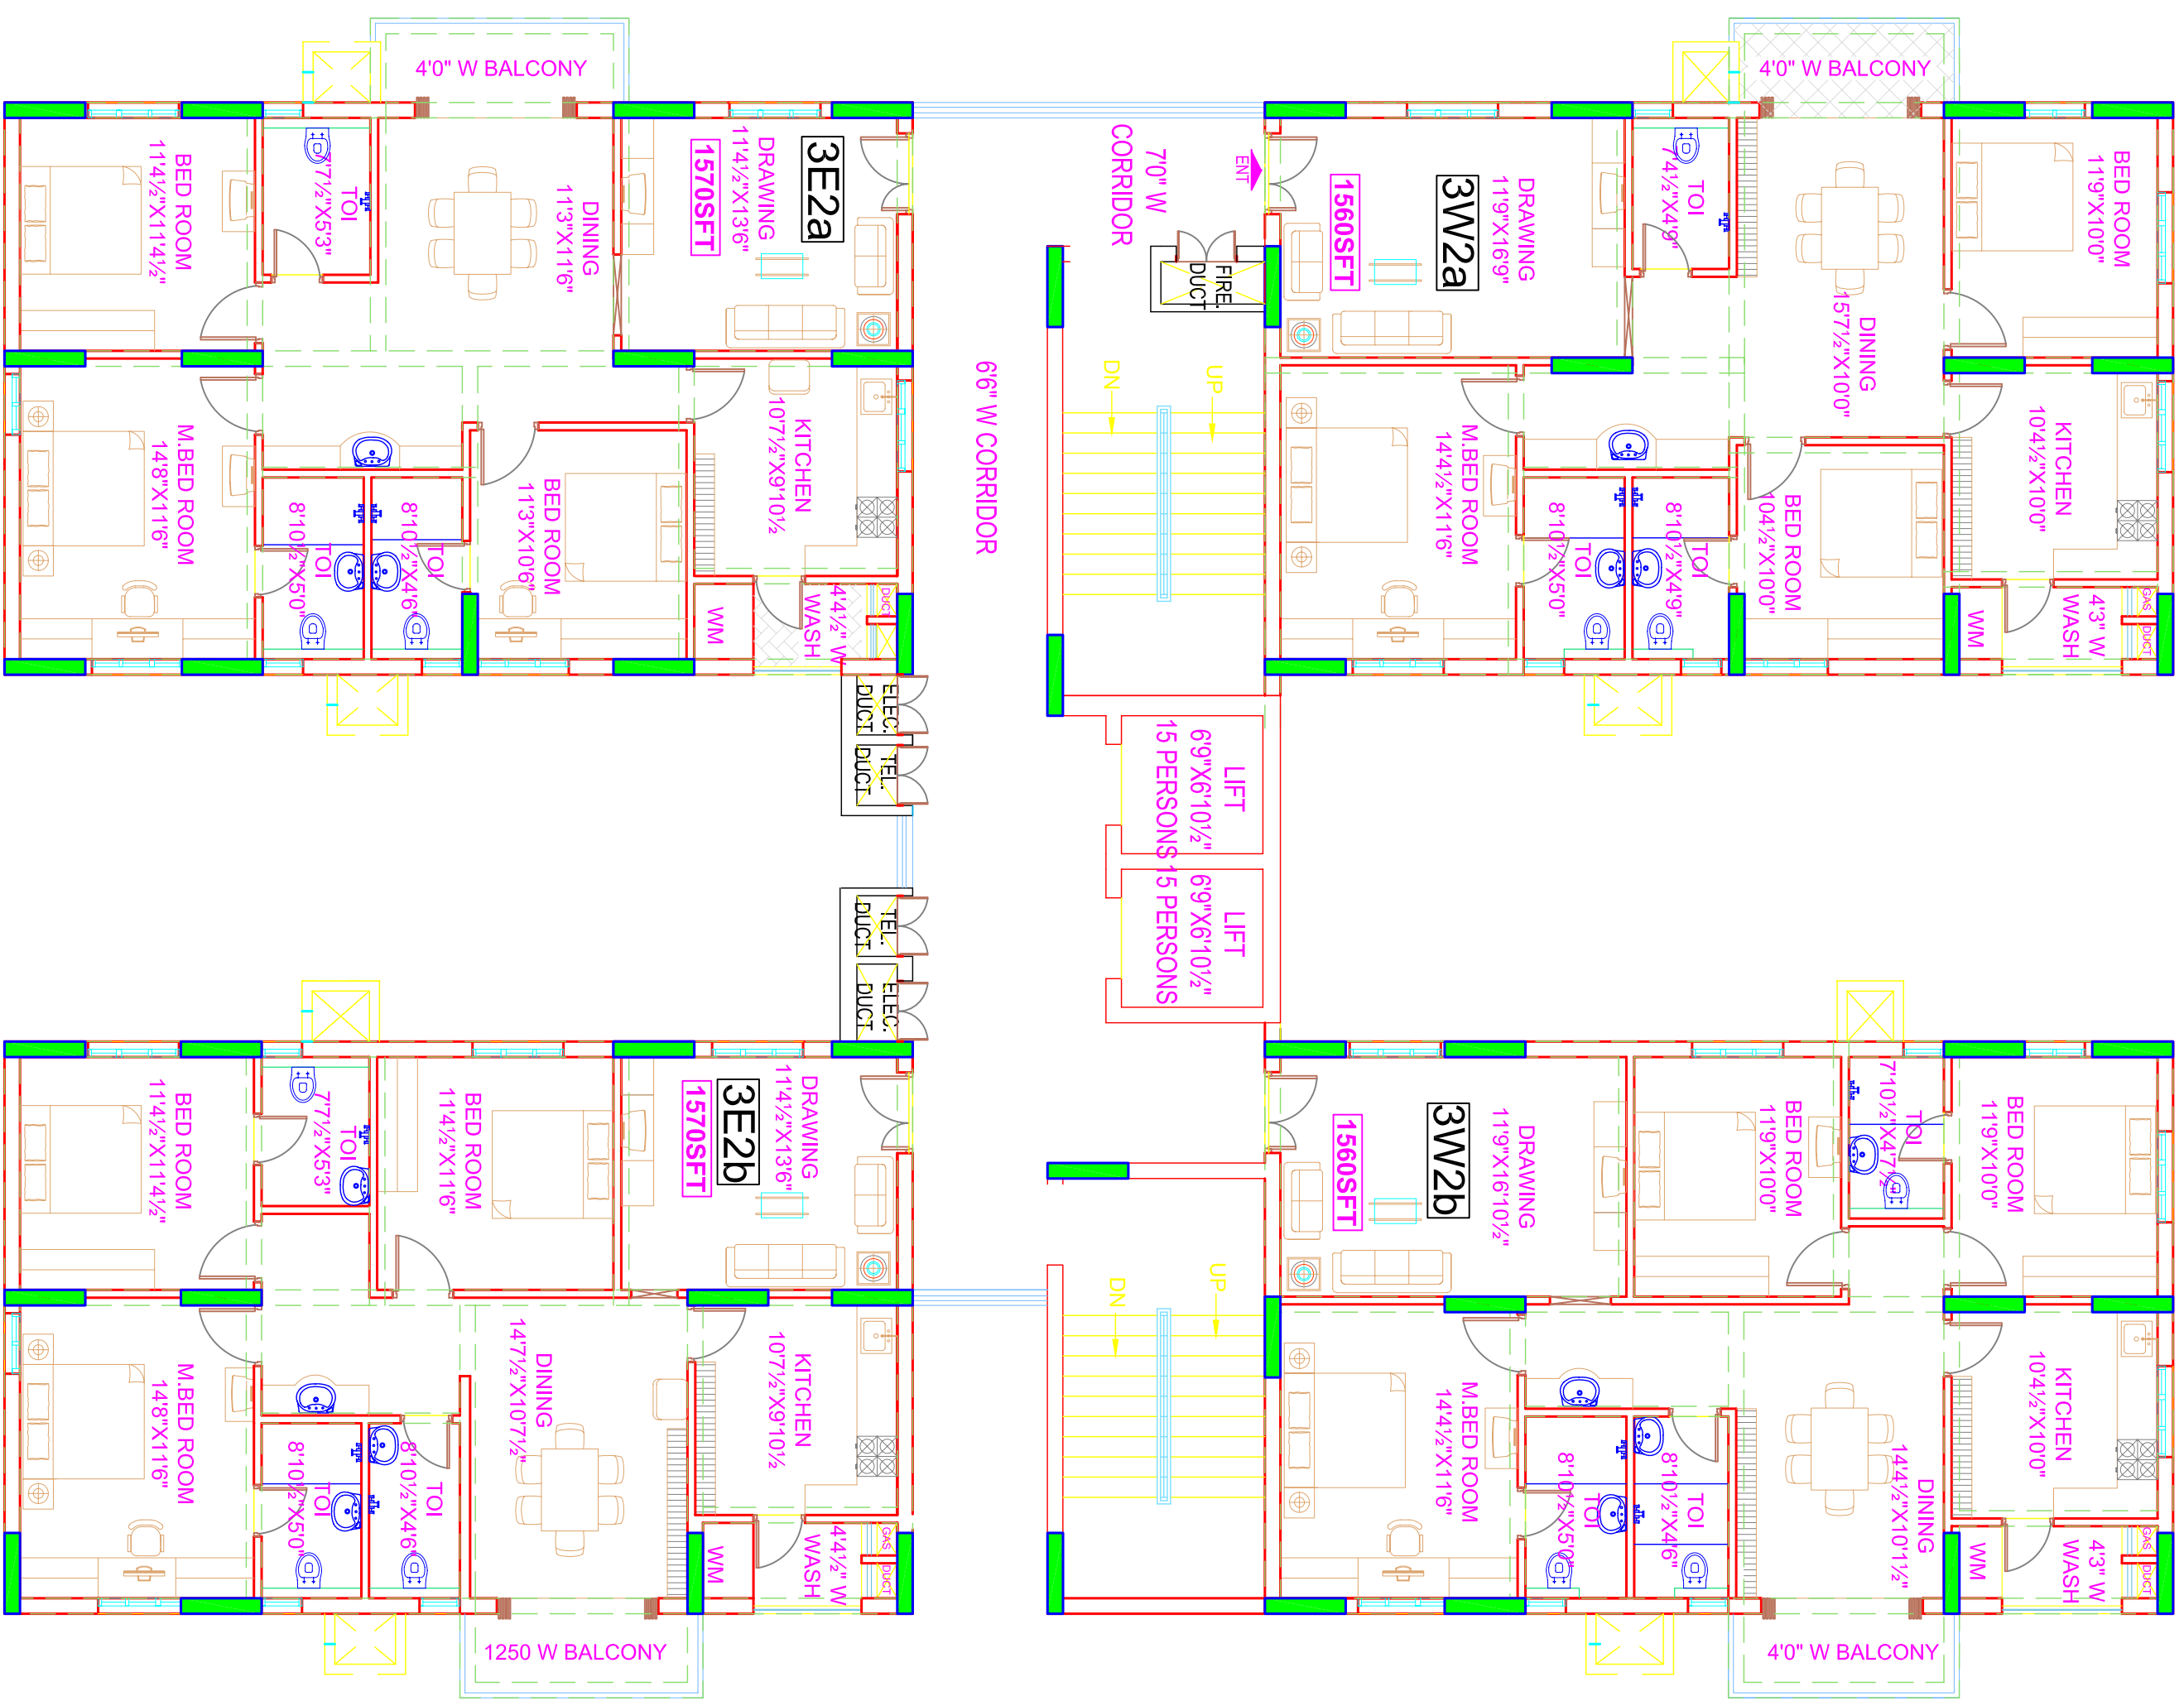 4'0" W BALCONY
BED ROOM
11'4½"X11'4½"
TOI
7'7½"X5'3"
DINING
11'3"X11'6"
DRAWING
11'4½"X13'6"
1570SFT
3E2a
M.BED ROOM
14'8"X11'6"
TOI
8'10½"X5'0"
TOI
8'10½"X4'6"
BED ROOM
11'3"X10'6"
KITCHEN
10'7½"X9'10½
WM
4'4½" W
WASH
DUCT
ELEC.
DUCT
TEL.
DUCT
7'0" W
CORRIDOR
ENT
FIRE.
DUCT
6'6" W CORRIDOR
DN
UP
LIFT
6'9"X6'10½"
15 PERSONS
LIFT
6'9"X6'10½"
15 PERSONS
4'0" W BALCONY
3W2a
1560SFT
DRAWING
11'9"X16'9"
TOI
7'4½"X4'9"
DINING
15'7½"X10'0"
BED ROOM
11'9"X10'0"
M.BED ROOM
14'4½"X11'6"
TOI
8'10½"X5'0"
TOI
8'10½"X4'9"
BED ROOM
104½"X10'0"
KITCHEN
10'4½"X10'0"
WM
4'3" W
WASH
GAS
DUCT
TEL.
DUCT
ELEC.
DUCT
BED ROOM
11'4½"X11'4½"
TOI
7'7½"X5'3"
BED ROOM
11'4½"X11'6"
DRAWING
11'4½"X13'6"
1570SFT
3E2b
M.BED ROOM
14'8"X11'6"
TOI
8'10½"X5'0"
TOI
8'10½"X4'6"
DINING
14'7½"X10'7½"
KITCHEN
10'7½"X9'10½
WM
4'4½" W
WASH
GAS
DUCT
1250 W BALCONY
DN
UP
3W2b
1560SFT
DRAWING
11'9"X16'10½"
BED ROOM
11'9"X10'0"
TOI
7'10½"X4'7½"
BED ROOM
11'9"X10'0"
M.BED ROOM
14'4½"X11'6"
TOI
8'10½"X5'0"
TOI
8'10½"X4'6"
DINING
14'4½"X10'1½"
KITCHEN
10'4½"X10'0"
WM
4'3" W
WASH
GAS
DUCT
4'0" W BALCONY